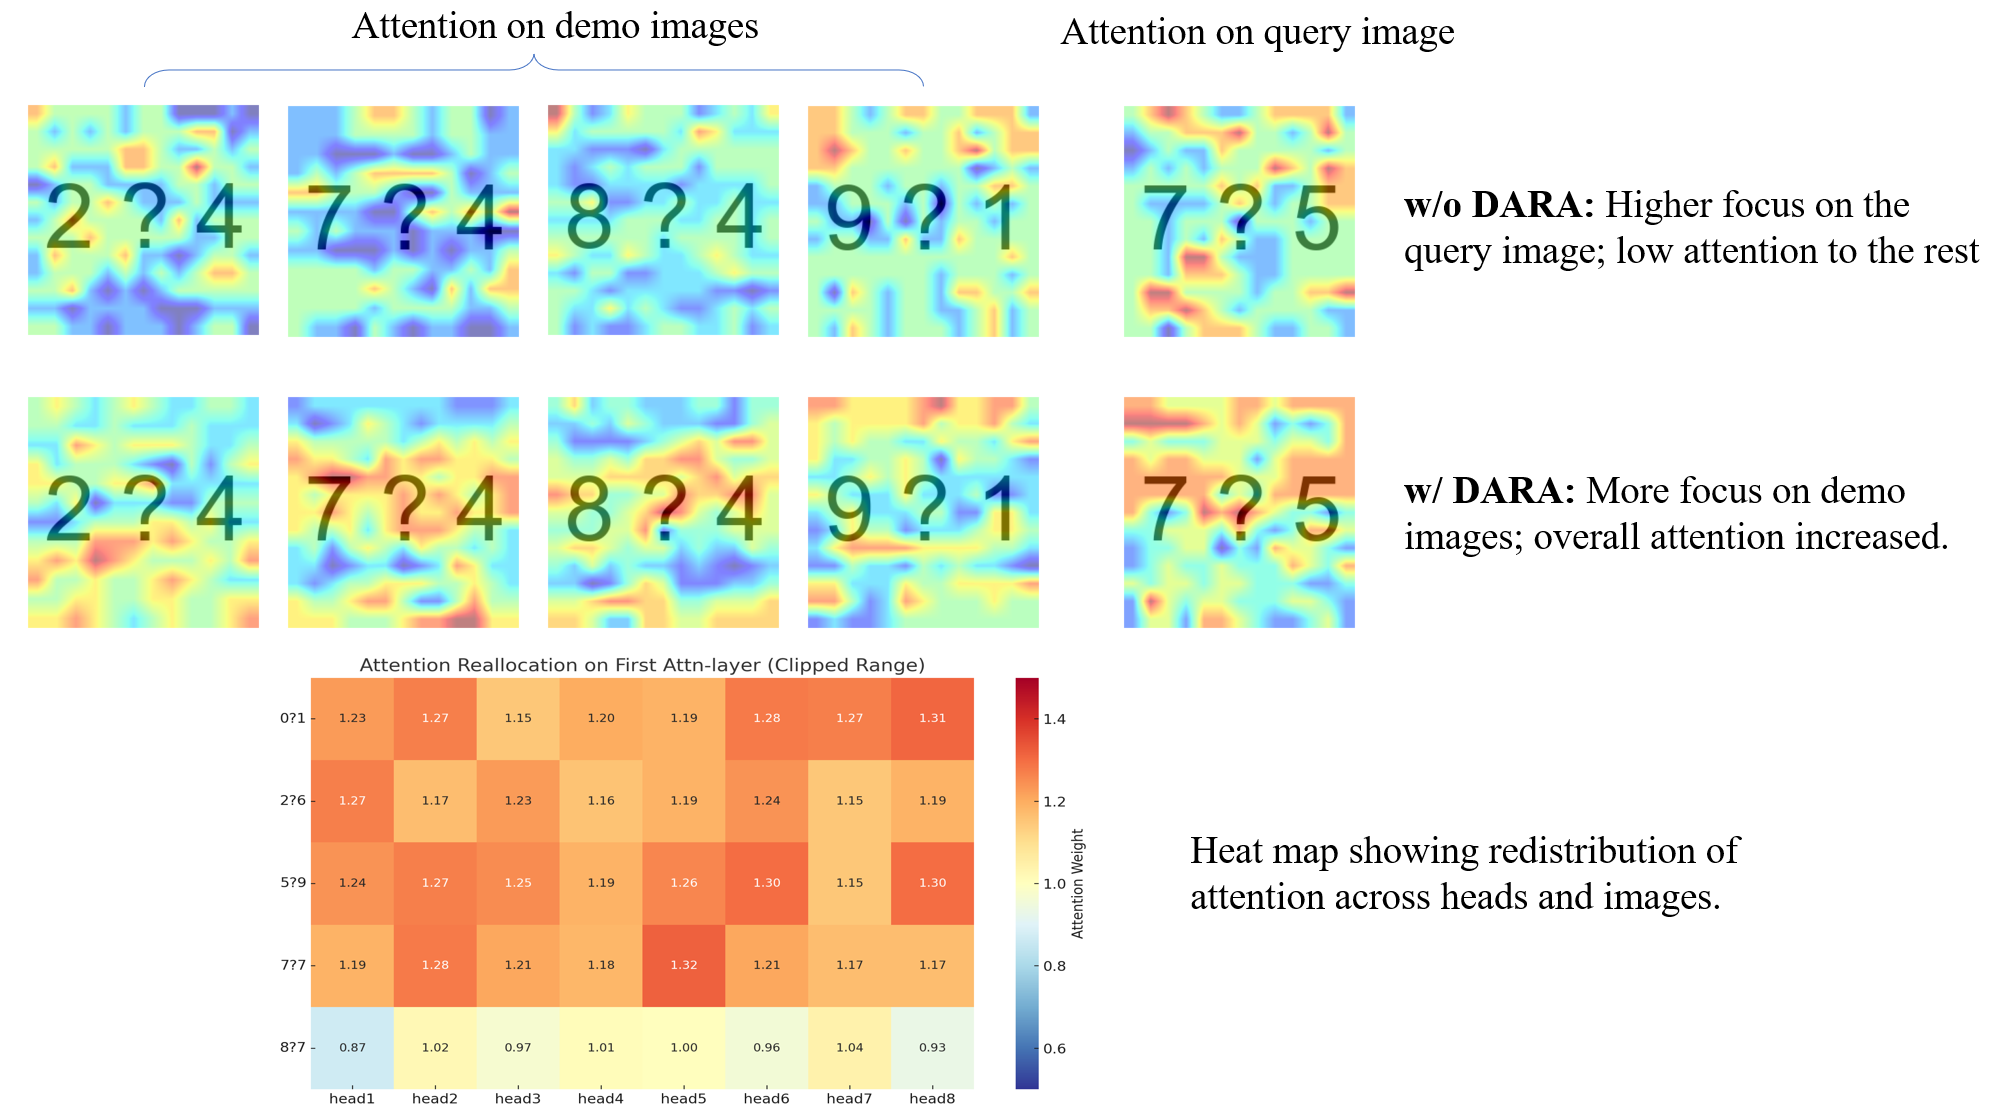 Attention on demo images
Attention on query image
2 ? 4
7 ? 4
8 ? 4
9 ? 1
7 ? 5
w/o DARA: Higher focus on the
query image; low attention to the rest
2 ? 4
7 ? 4
8 ? 4
9 ? 1
7 ? 5
w/ DARA: More focus on demo
images; overall attention increased.
Attention Reallocation on First Attn-layer (Clipped Range)
0?1 1.23 1.27 1.15 1.20 1.19 1.28 1.27 1.31
2?6 1.27 1.17 1.23 1.16 1.19 1.24 1.15 1.19
5?9 1.24 1.27 1.25 1.19 1.26 1.30 1.15 1.30
7?7 1.19 1.28 1.21 1.18 1.32 1.21 1.17 1.17
8?7 0.87 1.02 0.97 1.01 1.00 0.96 1.04 0.93
head1 head2 head3 head4 head5 head6 head7 head8
1.4
1.2
1.0
0.8
0.6
Attention Weight
Heat map showing redistribution of
attention across heads and images.